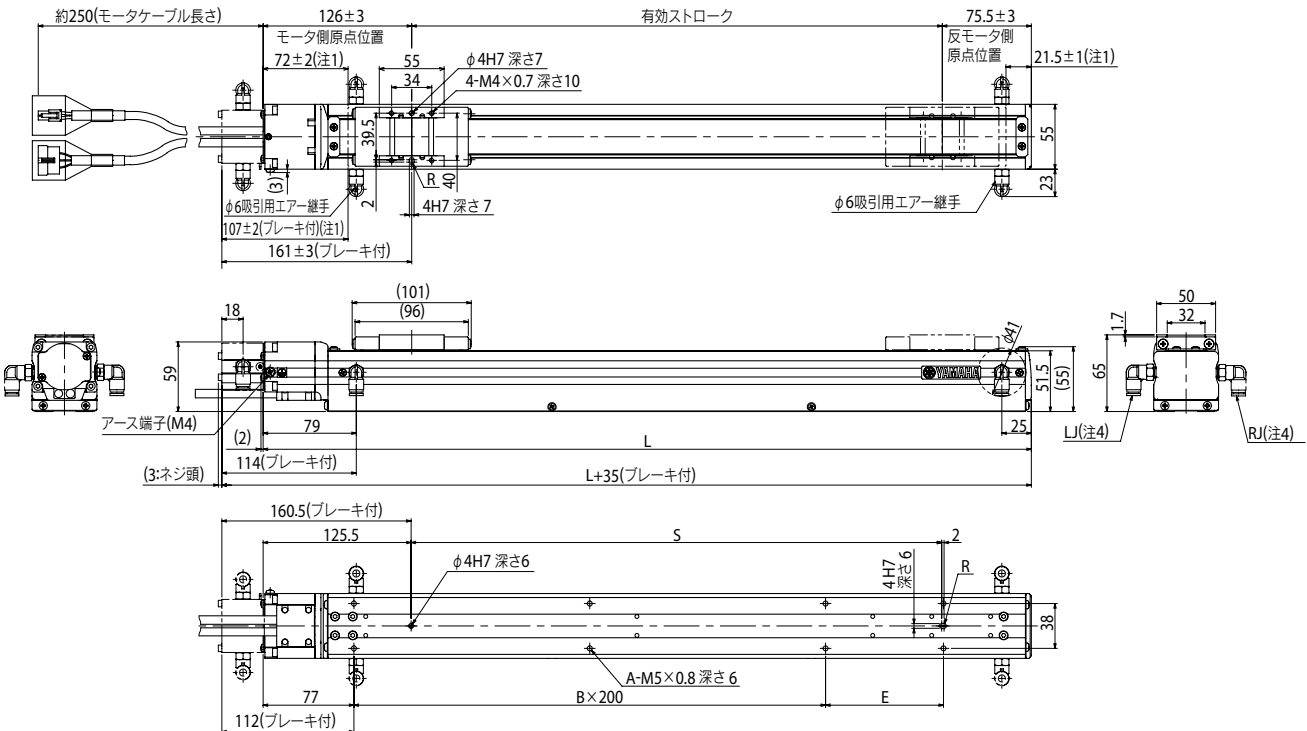 約250(モータケーブル長さ)
126±3
モータ側原点位置
有効ストローク
75.5±3
反モータ側
原点位置
72±2(注1)
21.5±1(注1)
55
34
φ4H7 深さ7
4-M4×0.7 深さ10
39.5
40
R
2
4H7 深さ 7
(3)
φ6吸引用エアー継手
107±2(ブレーキ付)(注1)
161±3(ブレーキ付)
φ6吸引用エアー継手
55
23
18
(101)
(96)
59
アース端子(M4)
(2)
79
114(ブレーキ付)
(3:ネジ頭)
L
L+35(ブレーキ付)
YAMAHA
φ41
51.5
(55)
25
50
32
1.7
65
LJ(注4)
RJ(注4)
160.5(ブレーキ付)
125.5
S
2
φ4H7 深さ6
4H7
深さ 6
R
38
A-M5×0.8 深さ 6
77
B×200
E
112(ブレーキ付)